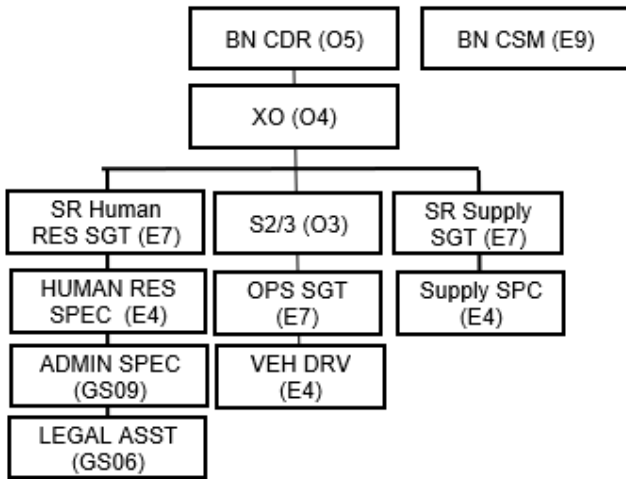 BN CDR (O5)
BN CSM (E9)
XO (O4)
SR Human
RES SGT (E7)
S2/3 (O3)
SR Supply
SGT (E7)
HUMAN RES
SPEC (E4)
OPS SGT
(E7)
Supply SPC
(E4)
ADMIN SPEC
(GS09)
VEH DRV
(E4)
LEGAL ASST
(GS06)